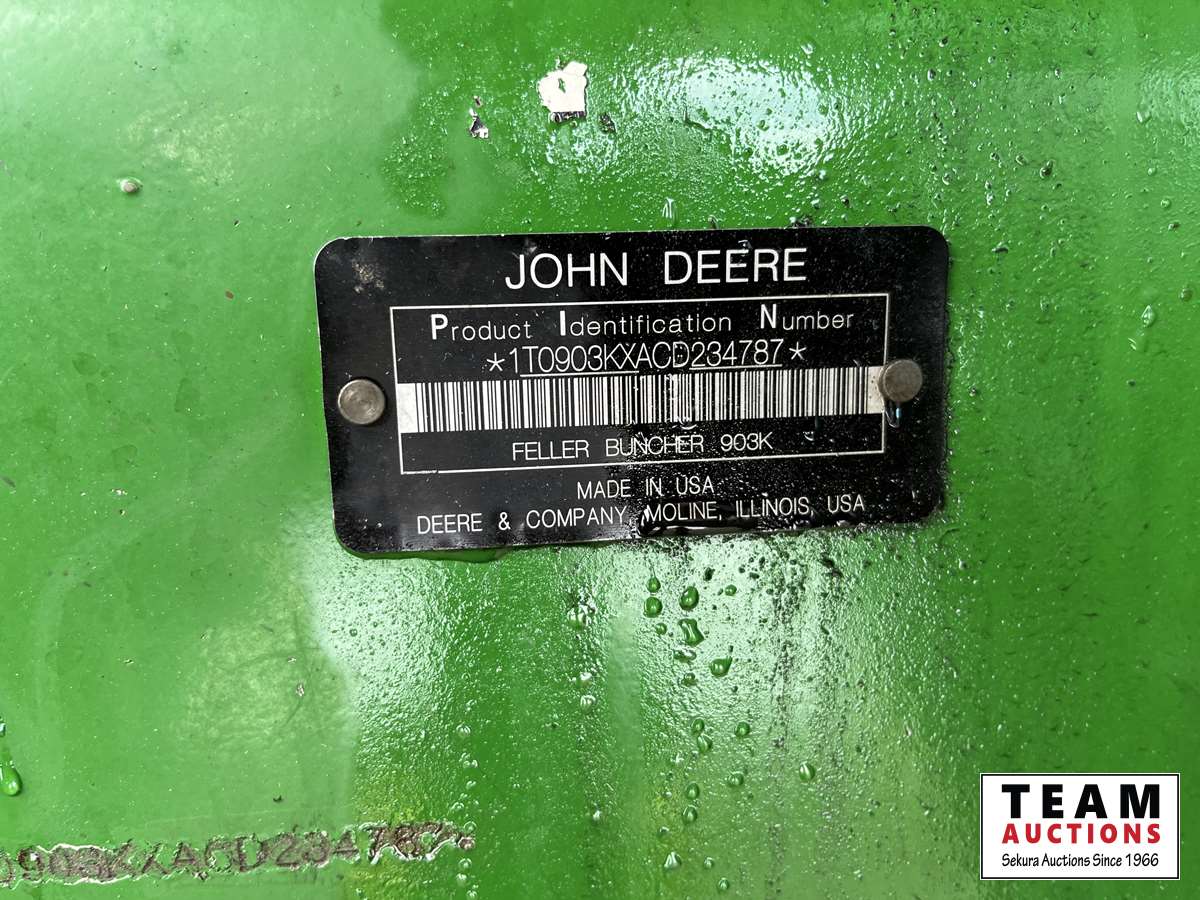 JOHN DEERE
Product Identification Number
*1T0903KXACD234787*
FELLER BUNCHER 903K
MADE IN USA
DEERE & COMPANY, MOLINE, ILLINOIS, USA
0903KXACD234787*
TEAM
AUCTIONS
Sekura Auctions Since 1966